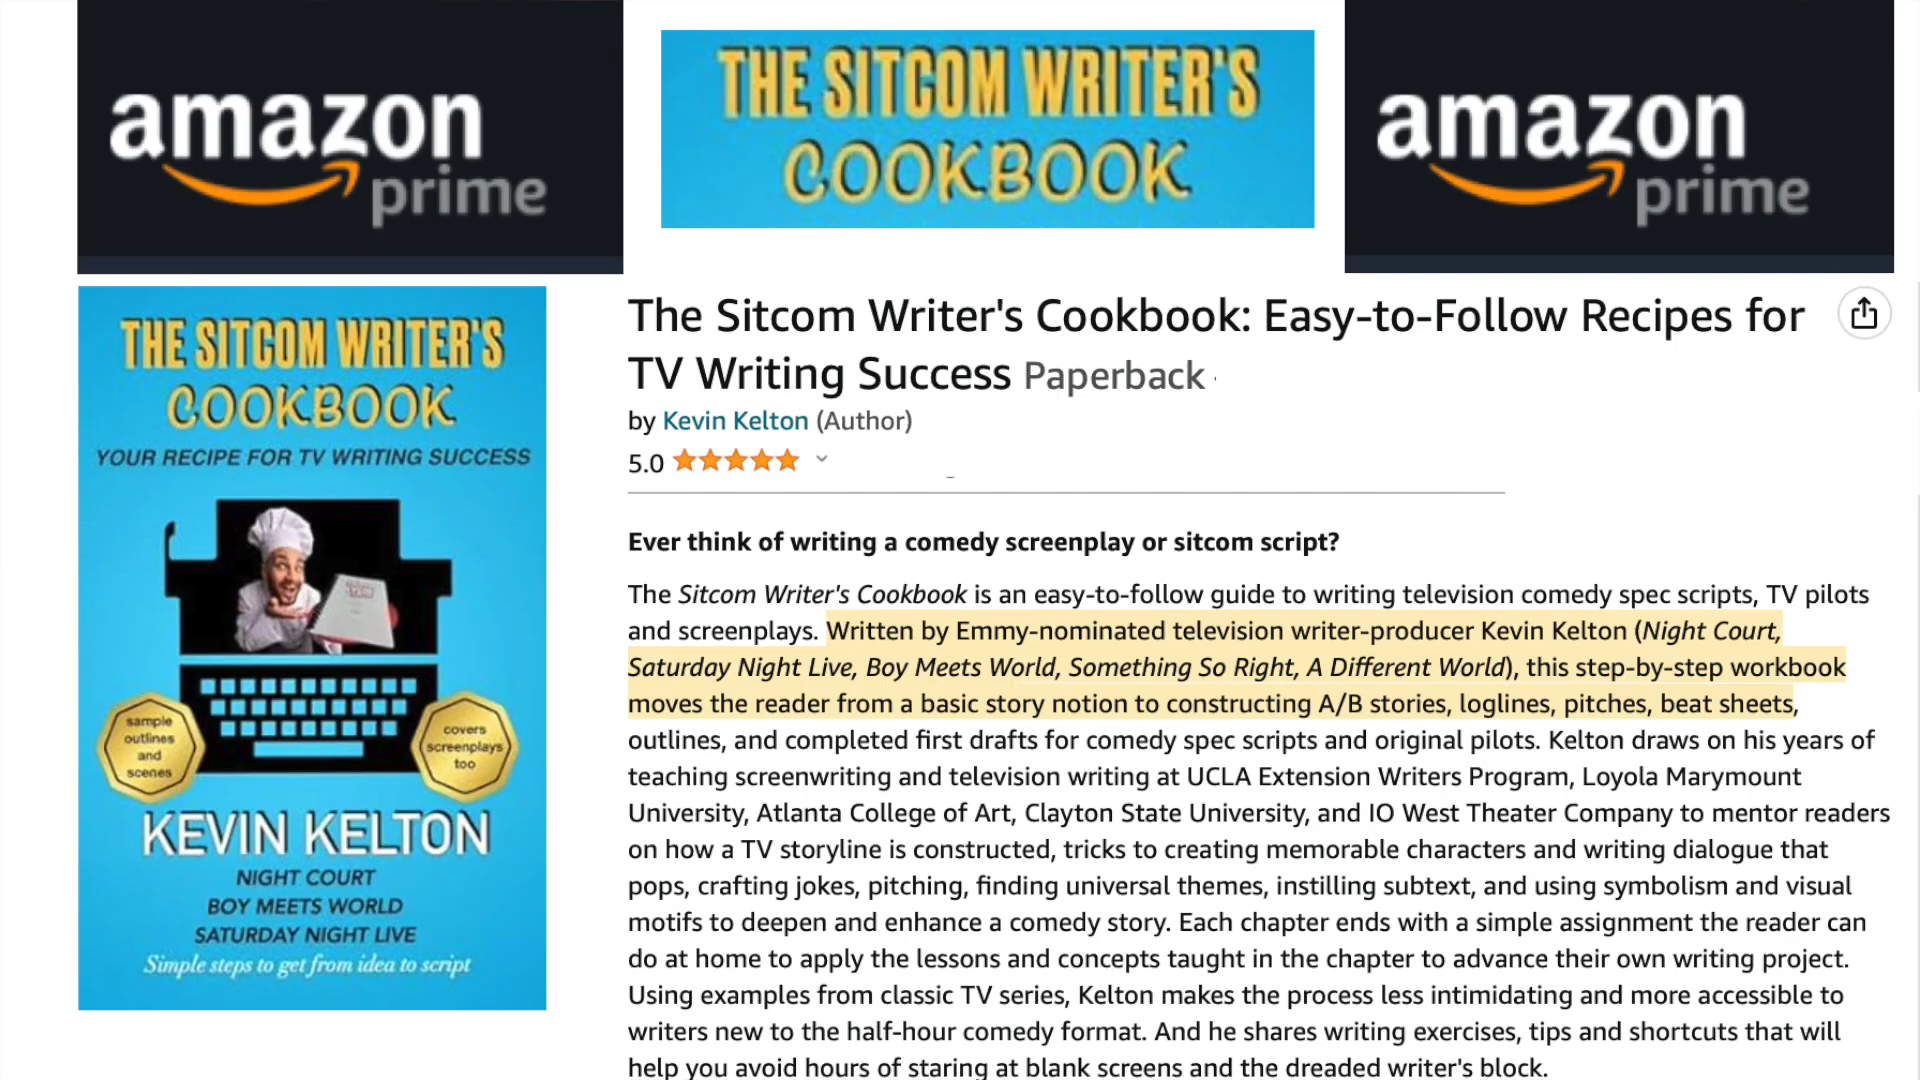 amazon
prime
THE SITCOM WRITER'S
COOKBOOK
amazon
prime
THE SITCOM WRITER'S
COOKBOOK
YOUR RECIPE FOR TV WRITING SUCCESS
sample
outlines
and
scenes
covers
screenplays
too
KEVIN KELTON
NIGHT COURT
BOY MEETS WORLD
SATURDAY NIGHT LIVE
Simple steps to get from idea to script
The Sitcom Writer's Cookbook: Easy-to-Follow Recipes for
TV Writing Success Paperback
by Kevin Kelton (Author)
5.0
Ever think of writing a comedy screenplay or sitcom script?
The Sitcom Writer's Cookbook is an easy-to-follow guide to writing television comedy spec scripts, TV pilots
and screenplays. Written by Emmy-nominated television writer-producer Kevin Kelton (Night Court,
Saturday Night Live, Boy Meets World, Something So Right, A Different World), this step-by-step workbook
moves the reader from a basic story notion to constructing A/B stories, loglines, pitches, beat sheets,
outlines, and completed first drafts for comedy spec scripts and original pilots. Kelton draws on his years of
teaching screenwriting and television writing at UCLA Extension Writers Program, Loyola Marymount
University, Atlanta College of Art, Clayton State University, and IO West Theater Company to mentor readers
on how a TV storyline is constructed, tricks to creating memorable characters and writing dialogue that
pops, crafting jokes, pitching, finding universal themes, instilling subtext, and using symbolism and visual
motifs to deepen and enhance a comedy story. Each chapter ends with a simple assignment the reader can
do at home to apply the lessons and concepts taught in the chapter to advance their own writing project.
Using examples from classic TV series, Kelton makes the process less intimidating and more accessible to
writers new to the half-hour comedy format. And he shares writing exercises, tips and shortcuts that will
help you avoid hours of staring at blank screens and the dreaded writer's block.